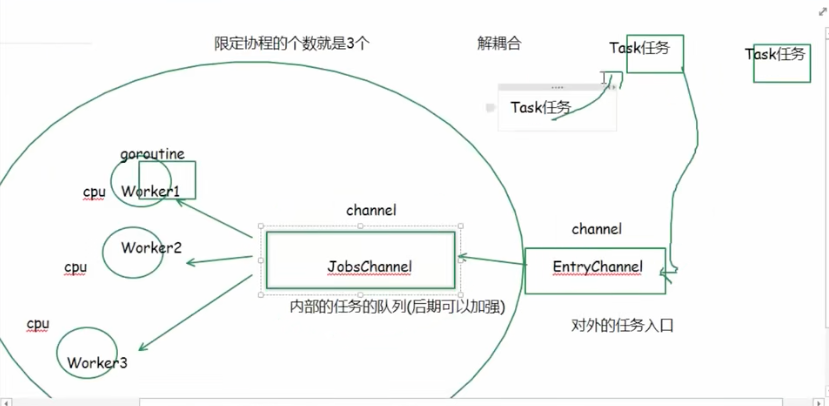 限定协程的个数就是3个
解耦合
Task任务
Task任务
Task任务
goroutine
cpu Worker1
channel
channel
Worker2
cpu
JobsChannel
EntryChannel
内部的任务的队列(后期可以加强)
对外的任务入口
cpu
Worker3